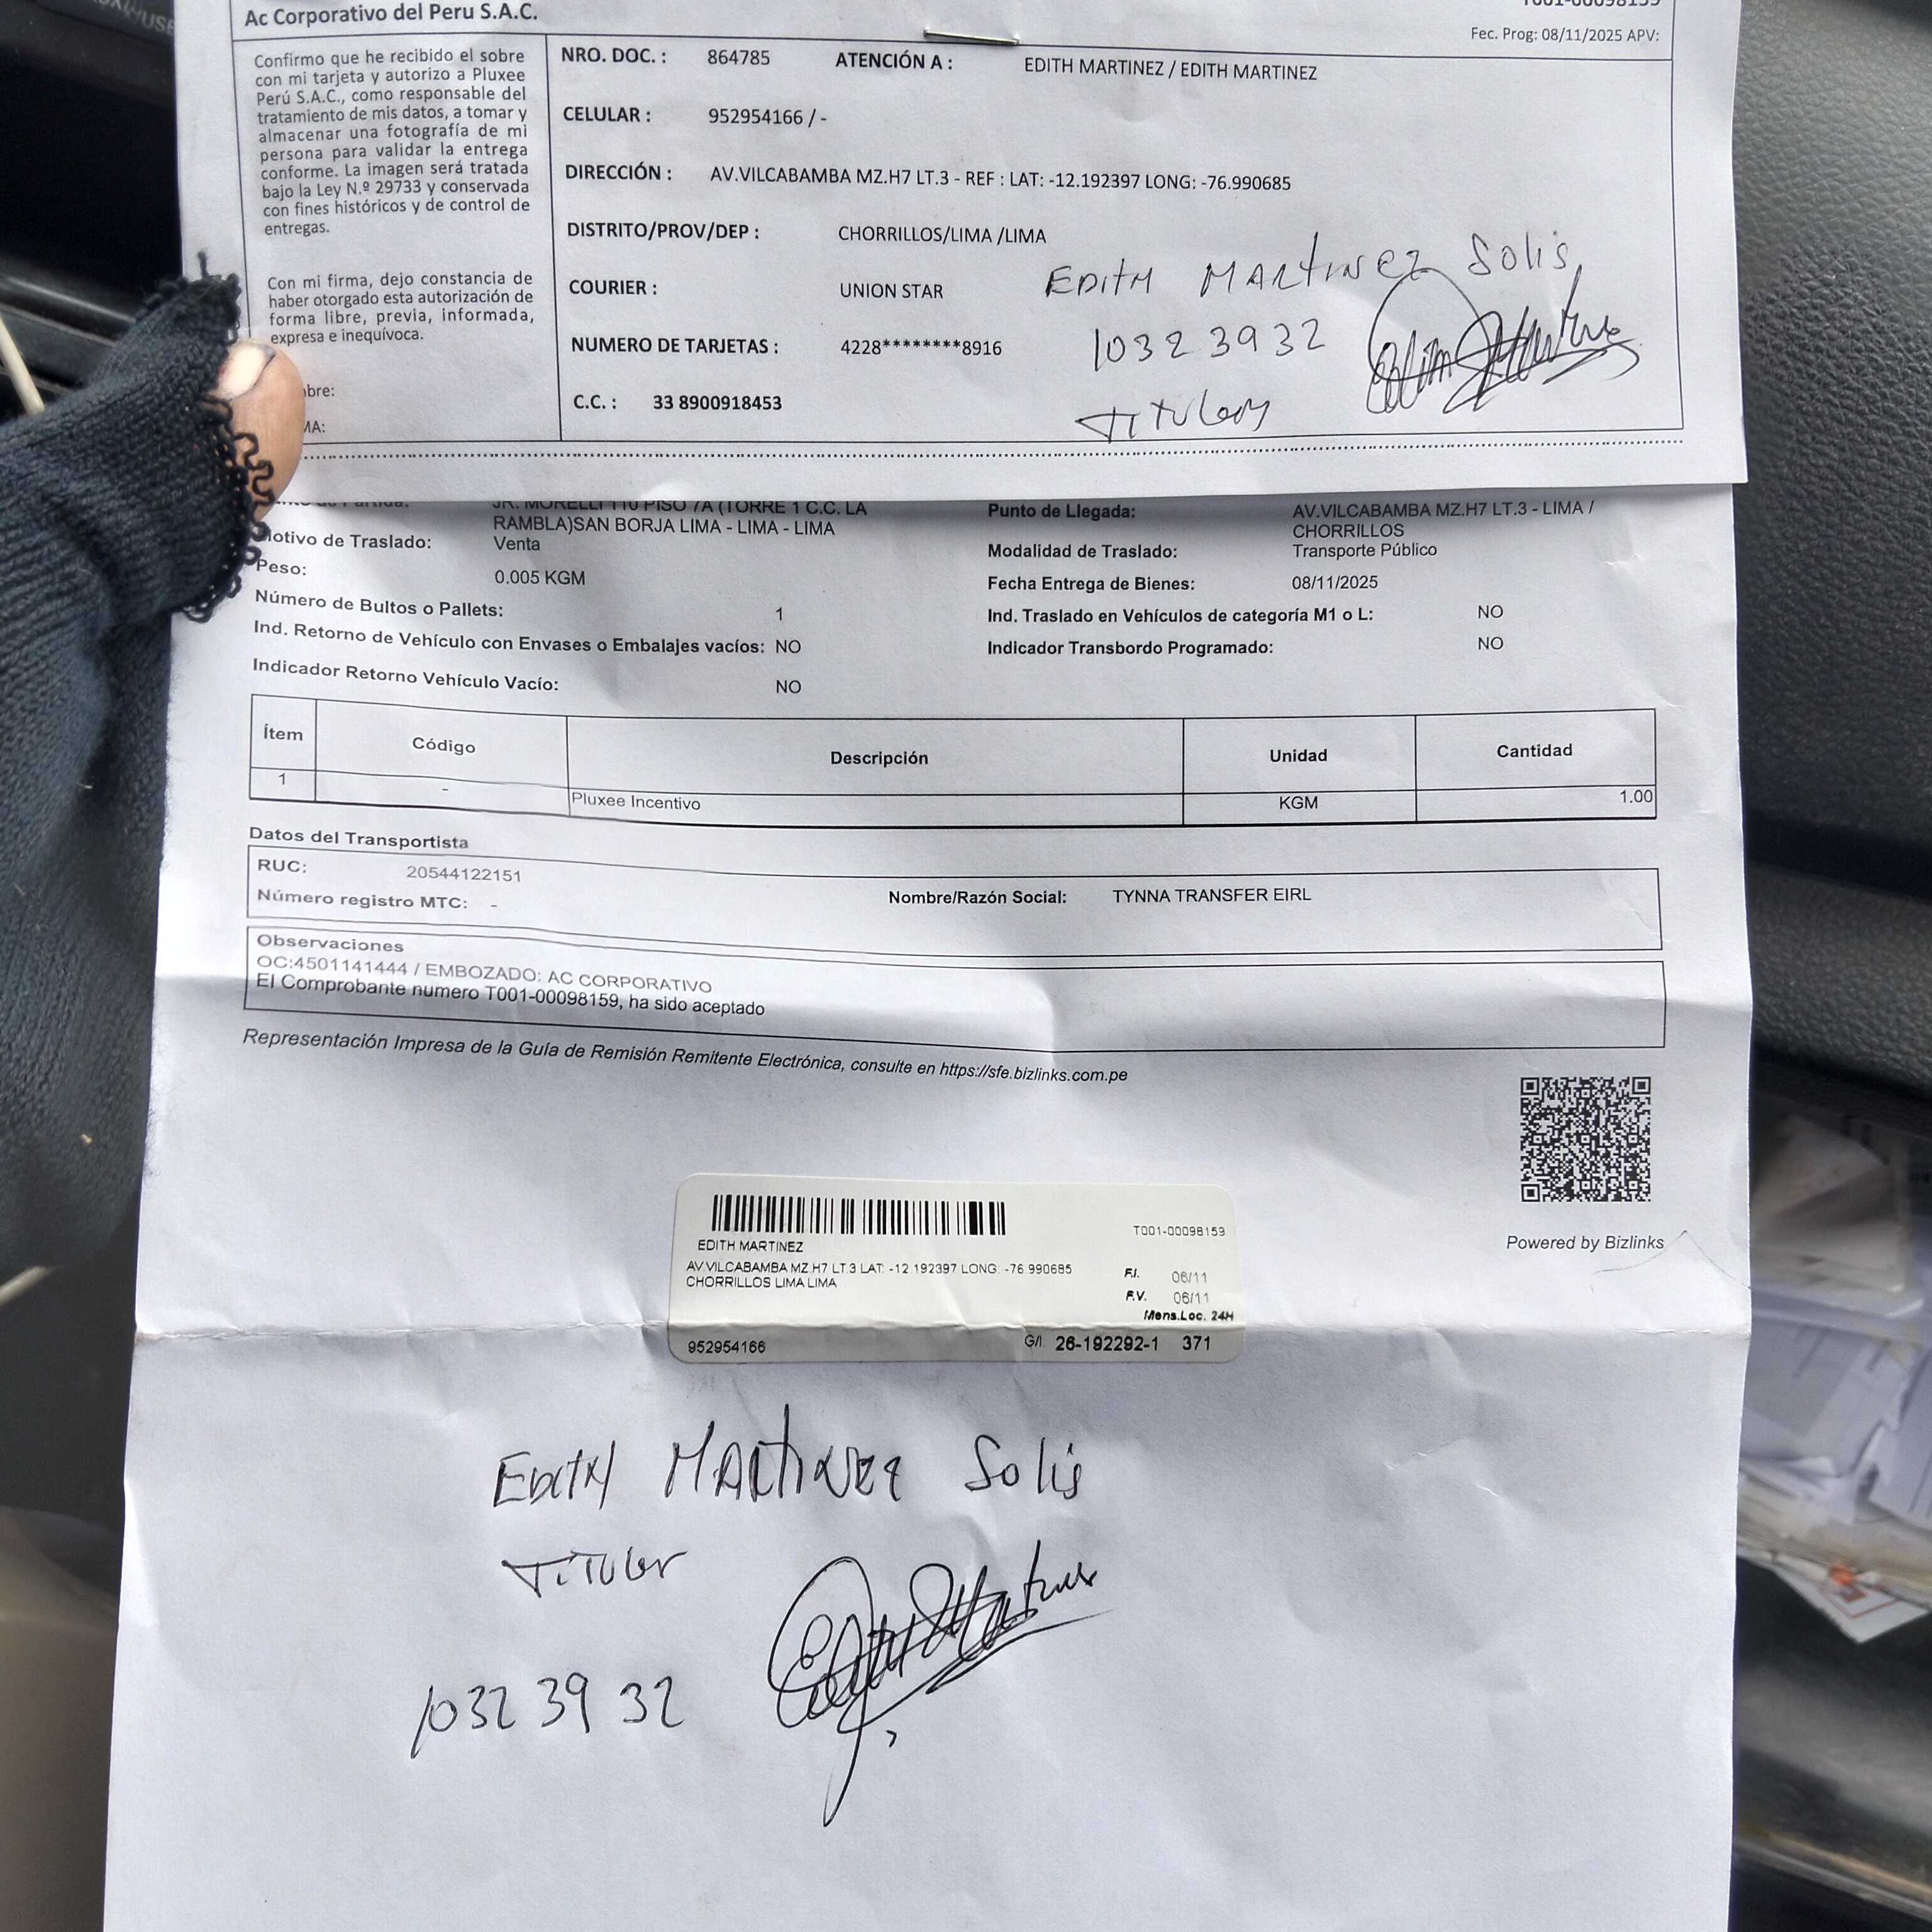 Ac Corporativo del Peru S.A.C.
Fec. Prog: 08/11/2025 APV:
Confirmo que he recibido el sobre
con mi tarjeta y autorizo a Pluxee
Perú S.A.C., como responsable del
tratamiento de mis datos, a tomar y
almacenar una fotografía de mi
persona para validar la entrega
conforme. La imagen será tratada
bajo la Ley N.º 29733 y conservada
con fines históricos y de control de
entregas.
Con mi firma, dejo constancia de
haber otorgado esta autorización de
forma libre, previa, informada,
expresa e inequívoca.
bre:
MA:
NRO. DOC. : 864785 ATENCIÓN A : EDITH MARTINEZ / EDITH MARTINEZ
CELULAR : 952954166 / -
DIRECCIÓN : AV.VILCABAMBA MZ.H7 LT.3 - REF : LAT: -12.192397 LONG: -76.990685
DISTRITO/PROV/DEP : CHORRILLOS/LIMA /LIMA
COURIER : UNION STAR
NUMERO DE TARJETAS : 4228********8916
C.C. : 33 8900918453
EDITH MARTINEZ Solis
10323932
TITULAR
JR. MORELLI 110 PISO 7A (TORRE 1 C.C. LA
RAMBLA)SAN BORJA LIMA - LIMA - LIMA
Punto de Llegada: AV.VILCABAMBA MZ.H7 LT.3 - LIMA /
CHORRILLOS
Motivo de Traslado: Venta
Modalidad de Traslado: Transporte Público
Peso: 0.005 KGM
Fecha Entrega de Bienes: 08/11/2025
Número de Bultos o Pallets: 1
Ind. Traslado en Vehículos de categoría M1 o L: NO
Ind. Retorno de Vehículo con Envases o Embalajes vacíos: NO
Indicador Transbordo Programado: NO
Indicador Retorno Vehículo Vacío: NO
Ítem Código Descripción Unidad Cantidad
1 - Pluxee Incentivo KGM 1.00
Datos del Transportista
RUC: 20544122151
Nombre/Razón Social: TYNNA TRANSFER EIRL
Número registro MTC: -
Observaciones
OC:4501141444 / EMBOZADO: AC CORPORATIVO
El Comprobante numero T001-00098159, ha sido aceptado
Representación Impresa de la Guía de Remisión Remitente Electrónica, consulte en https://sfe.bizlinks.com.pe
Powered by Bizlinks
T001-00098159
EDITH MARTINEZ
AV.VILCABAMBA MZ.H7 LT.3 LAT: -12.192397 LONG: -76.990685
CHORRILLOS LIMA LIMA
F.I. 06/11
F.V. 06/11
Mens.Loc. 24H
952954166 G/I. 26-192292-1 371
Edith MARTINEZ Solis
TITULAR
10323932